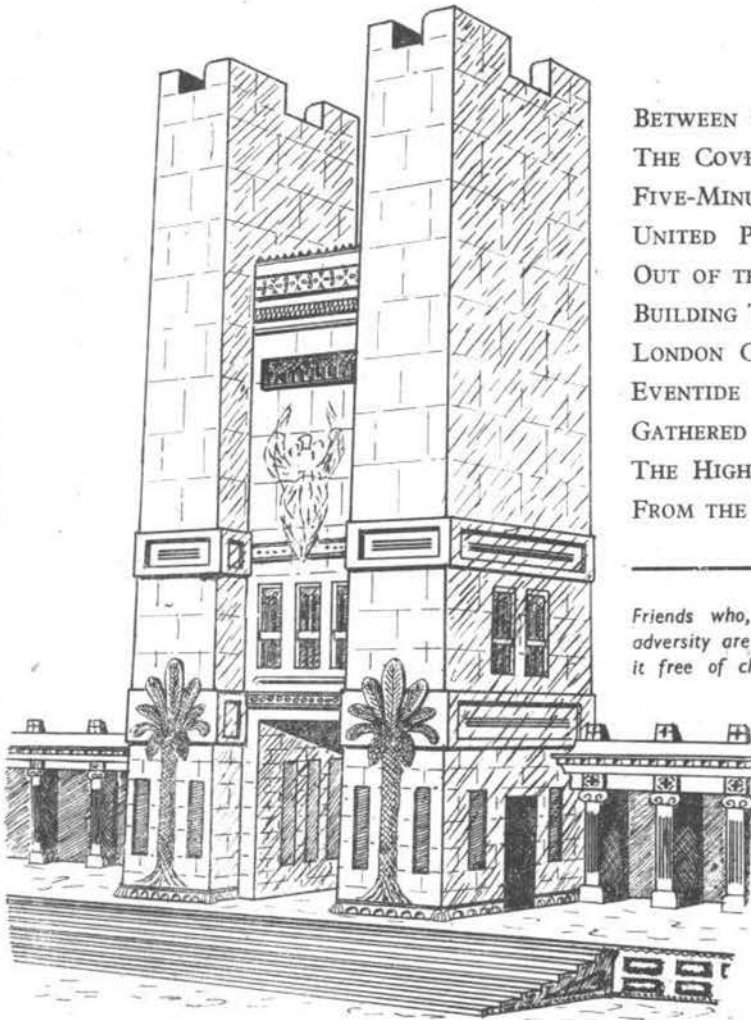 BETWEEN
THE COVE
FIVE-MINU
UNITED P
OUT OF TH
BUILDING
LONDON
EVENTIDE
GATHERED
THE HIGH
FROM THE
Friends who,
adversity are,
it free of